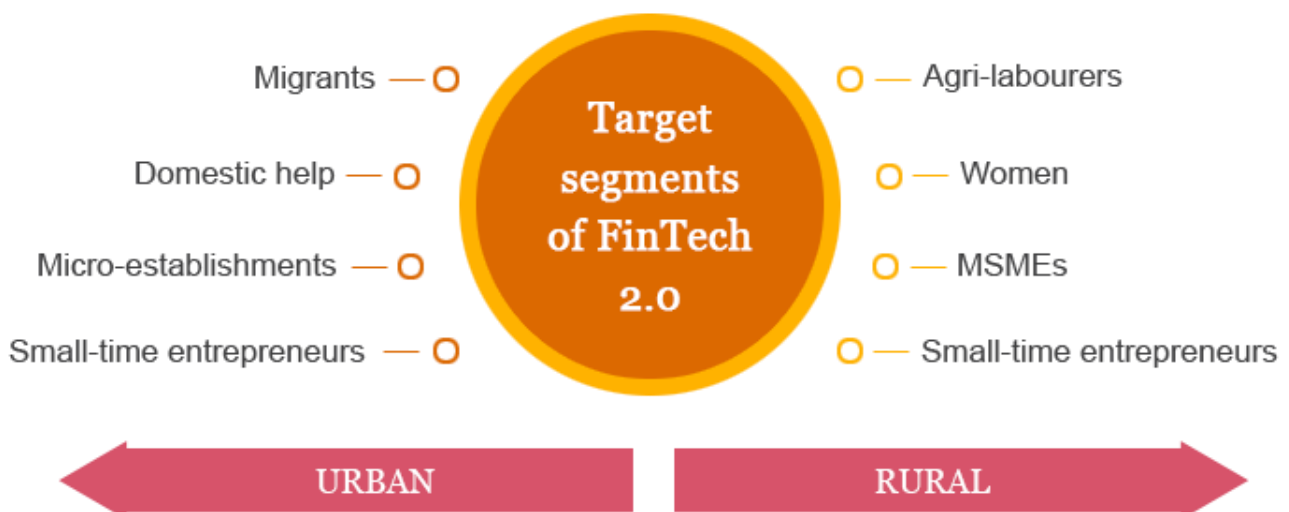 Migrants
Domestic help
Micro-establishments
Small-time entrepreneurs
Target
segments
of FinTech
2.0
Agri-labourers
Women
MSMEs
Small-time entrepreneurs
URBAN
RURAL